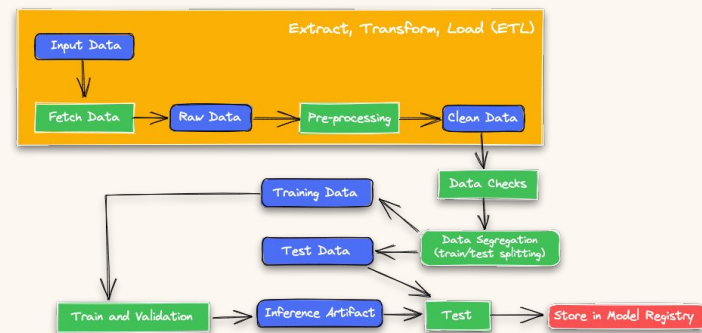 Extract, Transform, Load (ETL)
Input Data
Fetch Data
Raw Data
Pre-processing
Clean Data
Data Checks
Training Data
Data Segregation
(train/test splitting)
Test Data
Train and Validation
Inference Artifact
Test
Store in Model Registry